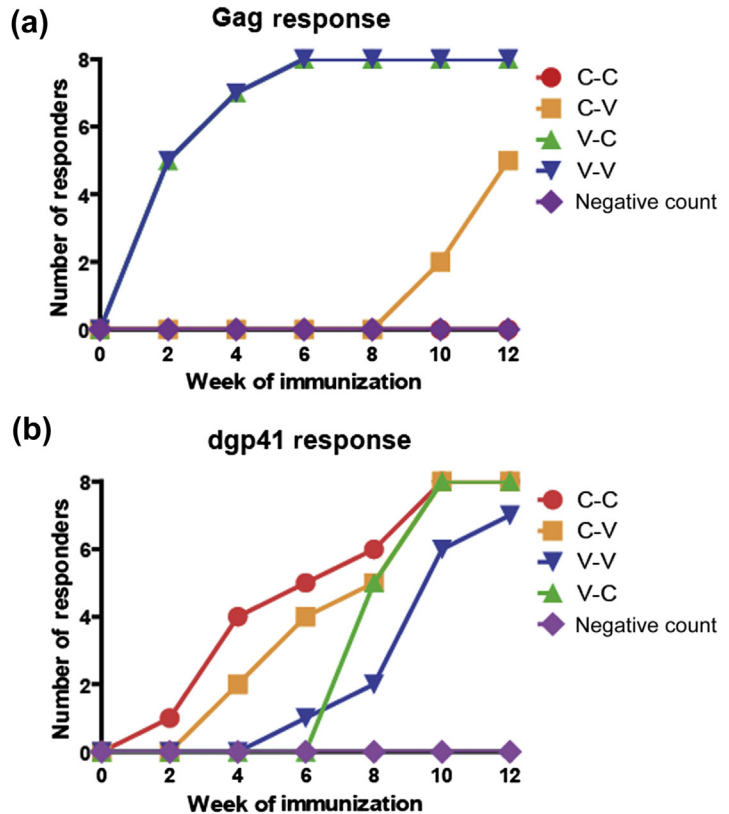 (a)
Gag response
Number of responders
8
6
4
2
0
0 2 4 6 8 10 12
Week of immunization
C-C
C-V
V-C
V-V
Negative count
(b)
dgp41 response
Number of responders
8
6
4
2
0
0 2 4 6 8 10 12
Week of immunization
C-C
C-V
V-V
V-C
Negative count